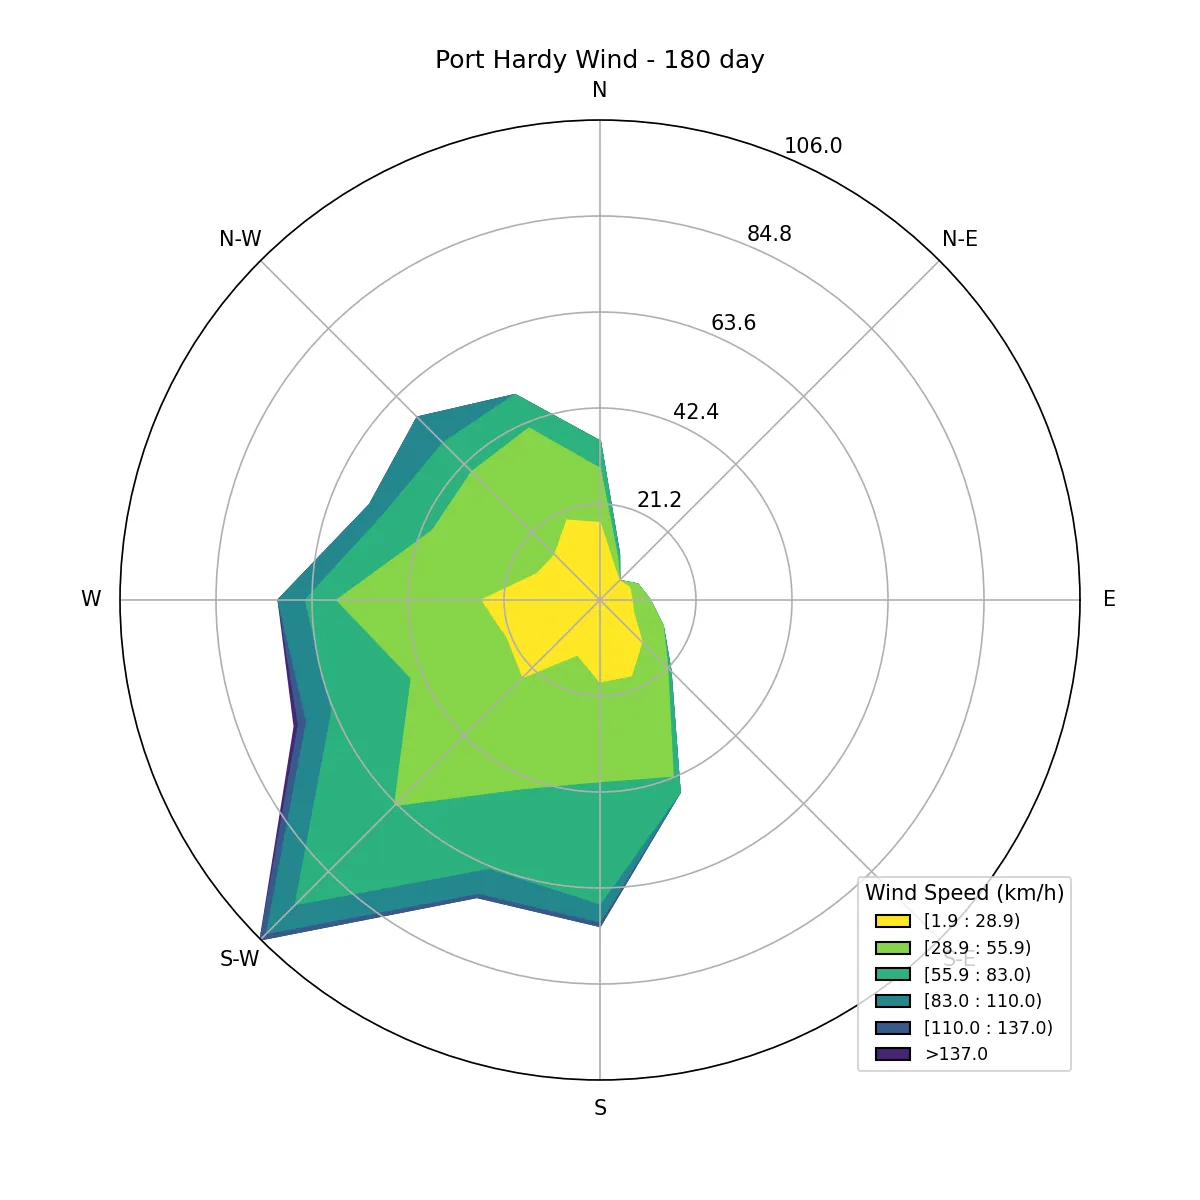 Port Hardy Wind - 180 day
N
106.0
84.8
N-W
N-E
63.6
42.4
21.2
W
E
Wind Speed (km/h)
[1.9 : 28.9)
[28.9 : 55.9)
S-W
S-E
[55.9 : 83.0)
[83.0 : 110.0)
[110.0 : 137.0)
>137.0
S